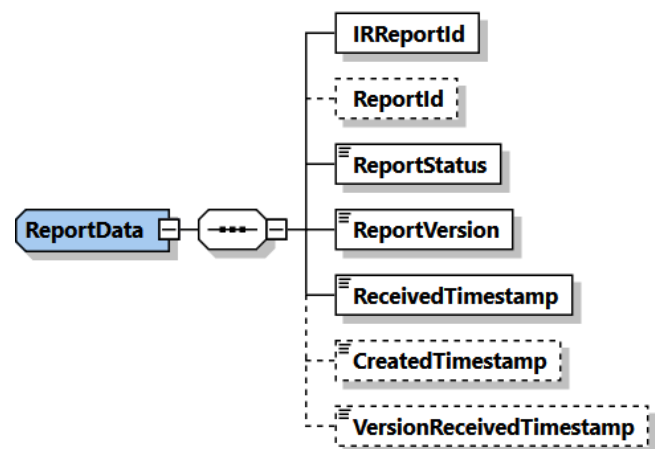 IRReportId
ReportId
ReportStatus
ReportData
ReportVersion
ReceivedTimestamp
CreatedTimestamp
VersionReceivedTimestamp